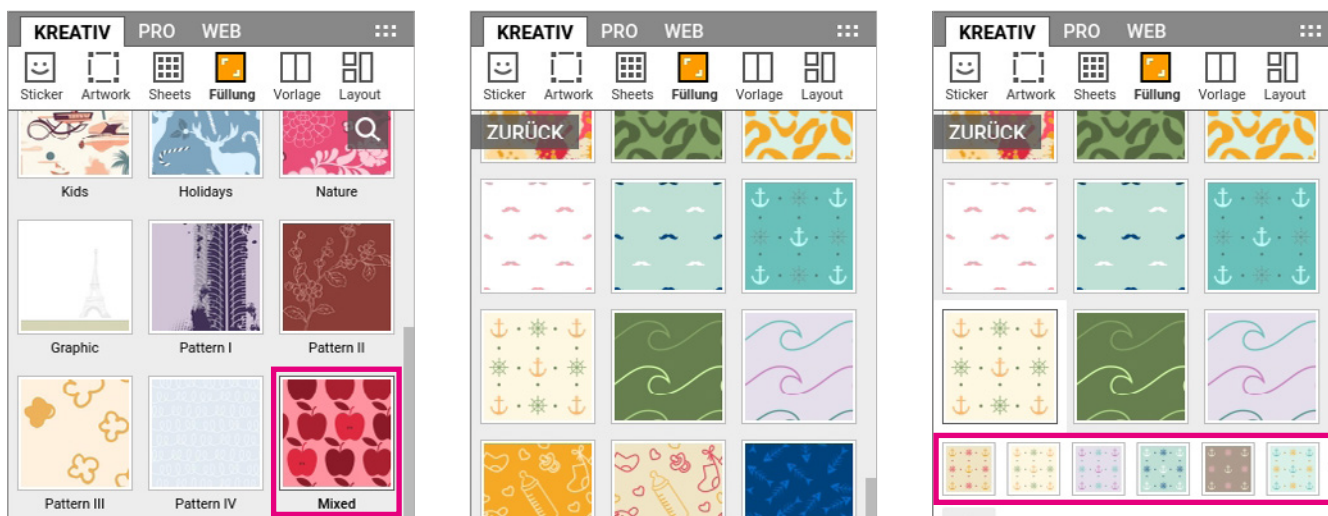 KREATIV PRO WEB
Sticker Artwork Sheets Füllung Vorlage Layout
Kids Holidays Nature
Graphic Pattern I Pattern II
Pattern III Pattern IV Mixed
KREATIV PRO WEB
Sticker Artwork Sheets Füllung Vorlage Layout
ZURÜCK
KREATIV PRO WEB
Sticker Artwork Sheets Füllung Vorlage Layout
ZURÜCK